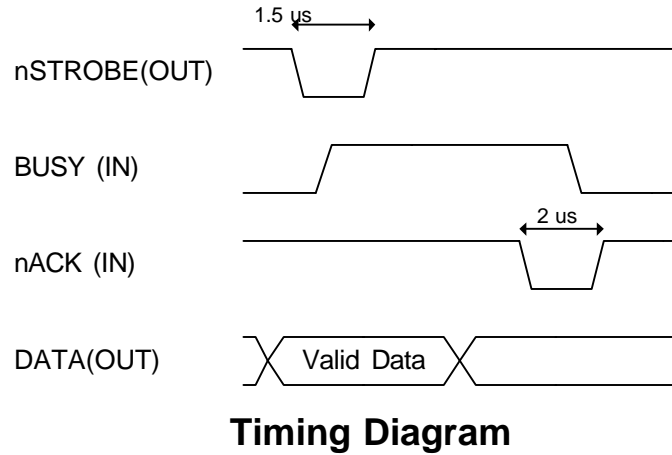 1.5 us
nSTROBE(OUT)
BUSY (IN)
2 us
nACK (IN)
DATA(OUT)
Valid Data
Timing Diagram